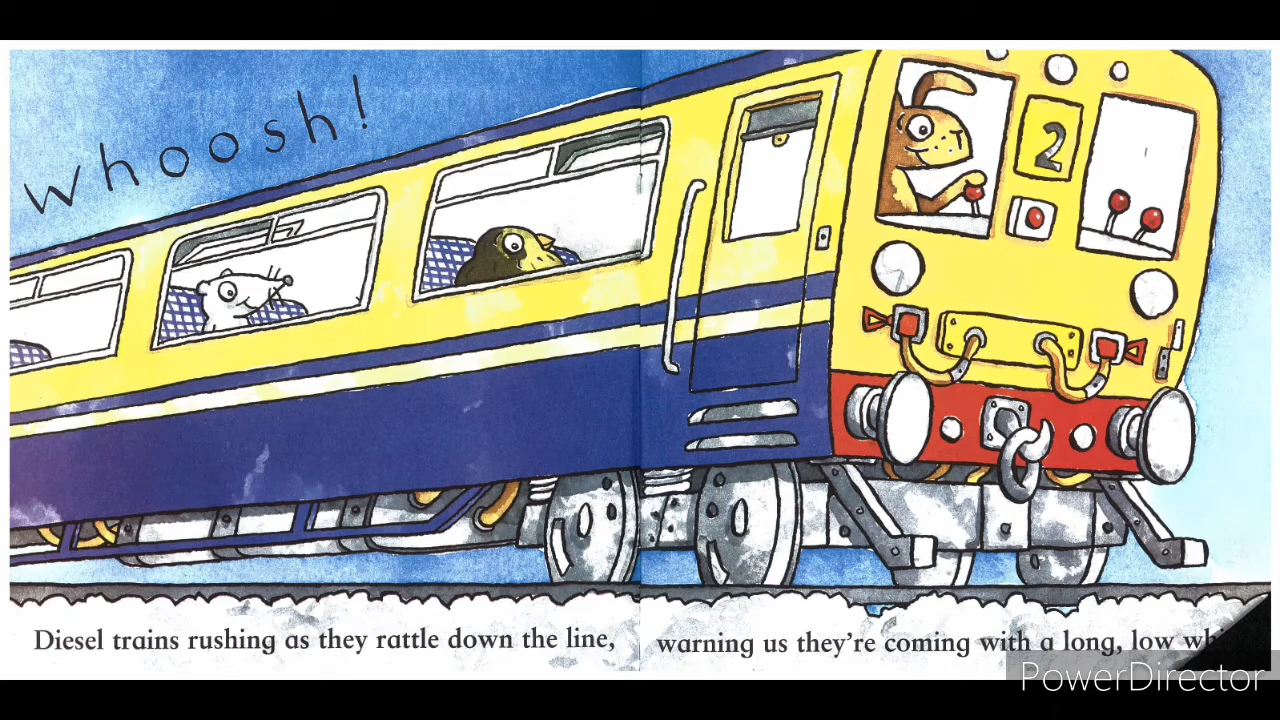 whoosh!
2
Diesel trains rushing as they rattle down the line,
warning us they're coming with a long, low
PowerDirector